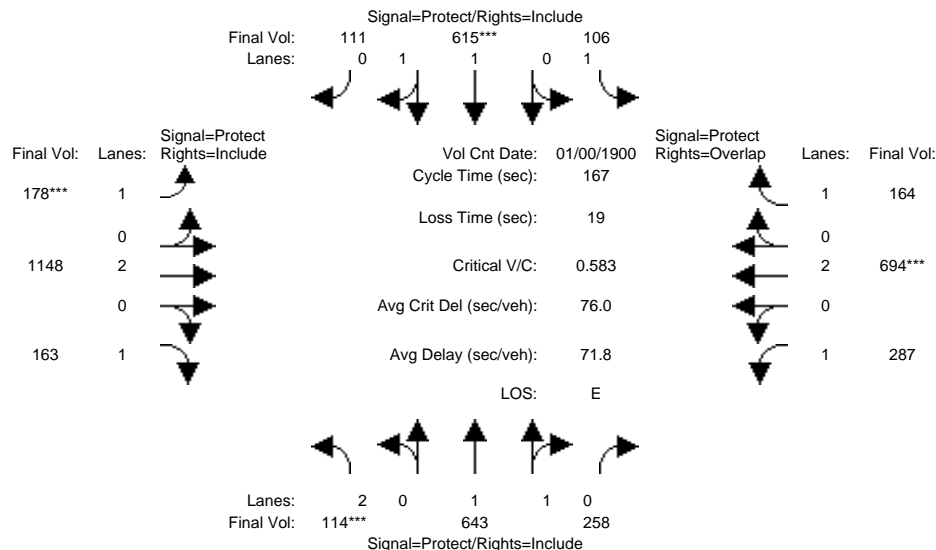 Signal=Protect/Rights=Include
Final Vol: 111 615*** 106
Lanes: 0 1 1 0 1
Signal=Protect
Final Vol: Lanes: Rights=Include
Vol Cnt Date: 01/00/1900
Signal=Protect
Rights=Overlap Lanes: Final Vol:
Cycle Time (sec): 167
178*** 1
1 164
Loss Time (sec): 19
0
0
1148 2
Critical V/C: 0.583
2 694***
0
Avg Crit Del (sec/veh): 76.0
0
163 1
Avg Delay (sec/veh): 71.8
1 287
LOS: E
Lanes: 2 0 1 1 0
Final Vol: 114*** 643 258
Signal=Protect/Rights=Include